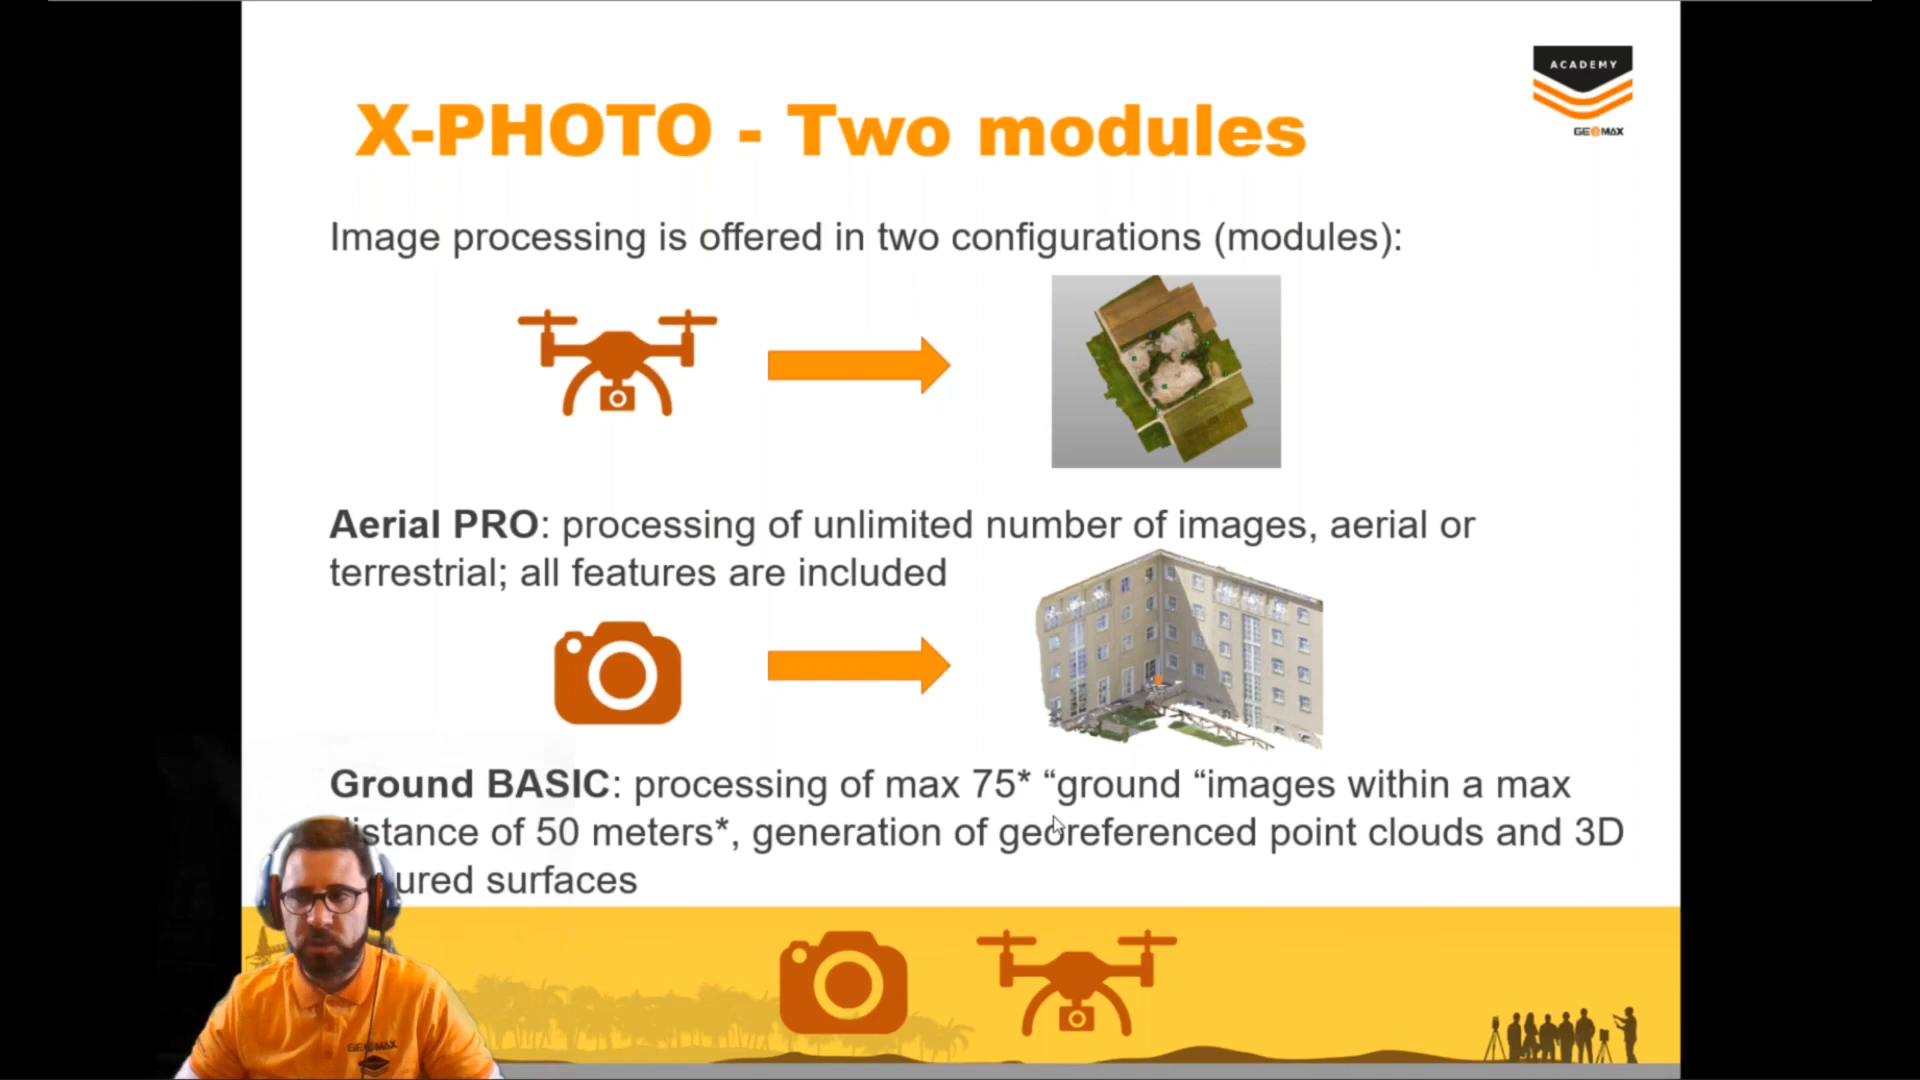 ACADEMY
GEOMAX
X-PHOTO - Two modules
Image processing is offered in two configurations (modules):
Aerial PRO: processing of unlimited number of images, aerial or
terrestrial; all features are included
Ground BASIC: processing of max 75* “ground “images within a max
istance of 50 meters*, generation of georeferenced point clouds and 3D
ured surfaces
GEOMAX